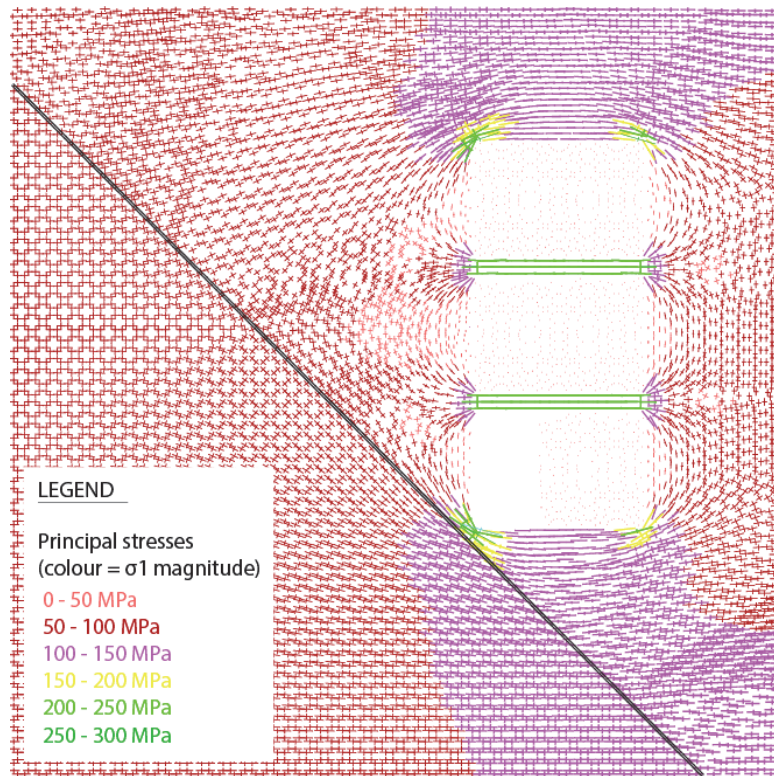 LEGEND
Principal stresses
(colour = σ1 magnitude)
0 - 50 MPa
50 - 100 MPa
100 - 150 MPa
150 - 200 MPa
200 - 250 MPa
250 - 300 MPa